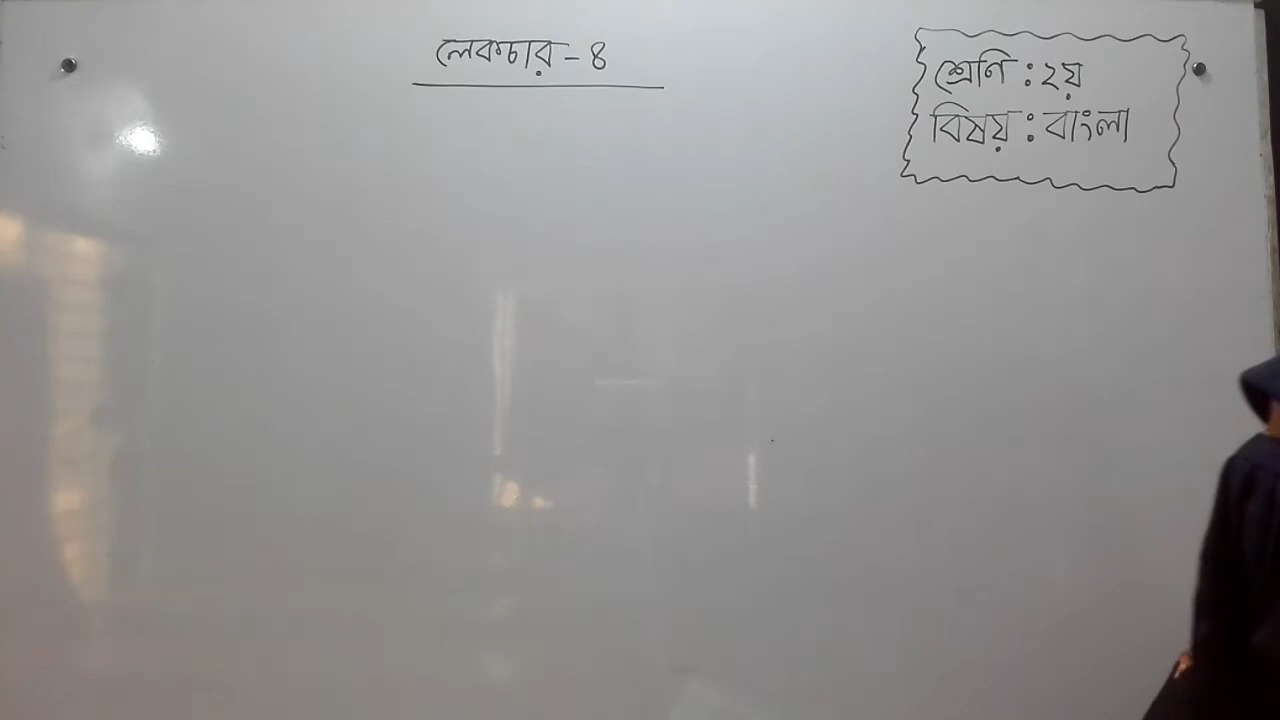 লেকচার - ৪
শ্রেণি : ২য়
বিষয় : বাংলা